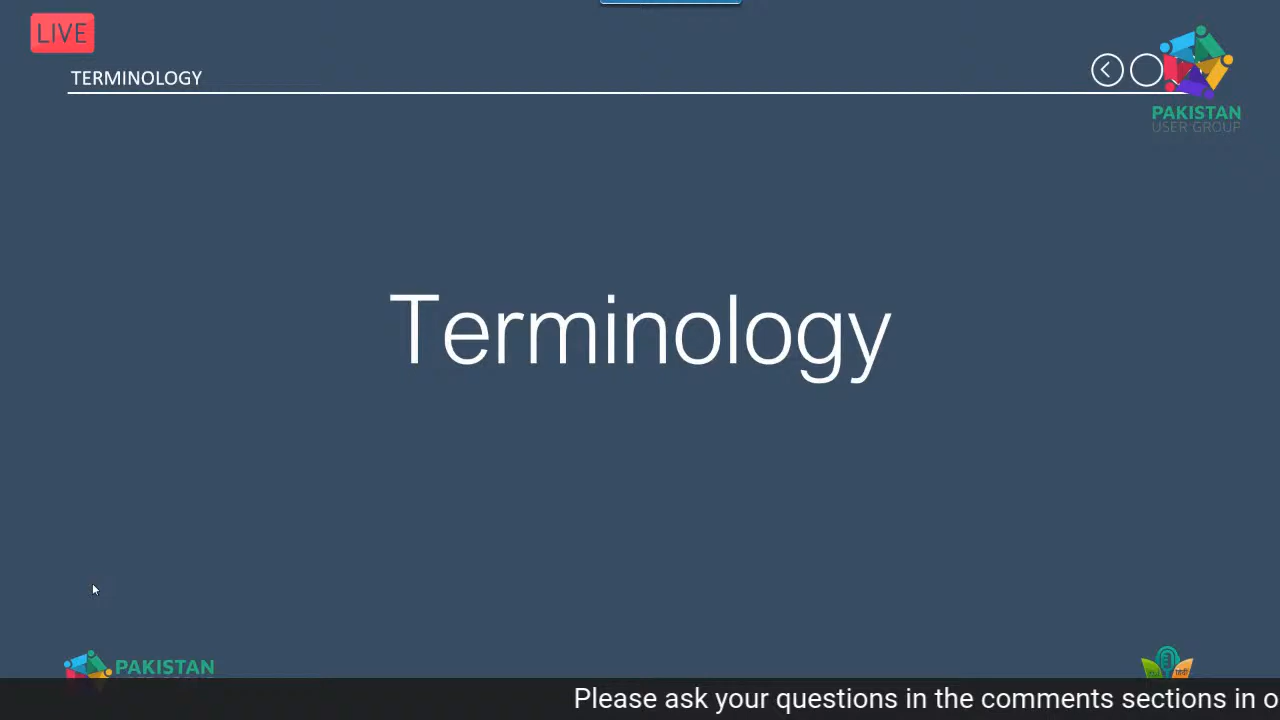 LIVE
TERMINOLOGY
PAKISTAN
USER GROUP
Terminology
PAKISTAN
Please ask your questions in the comments sections in o